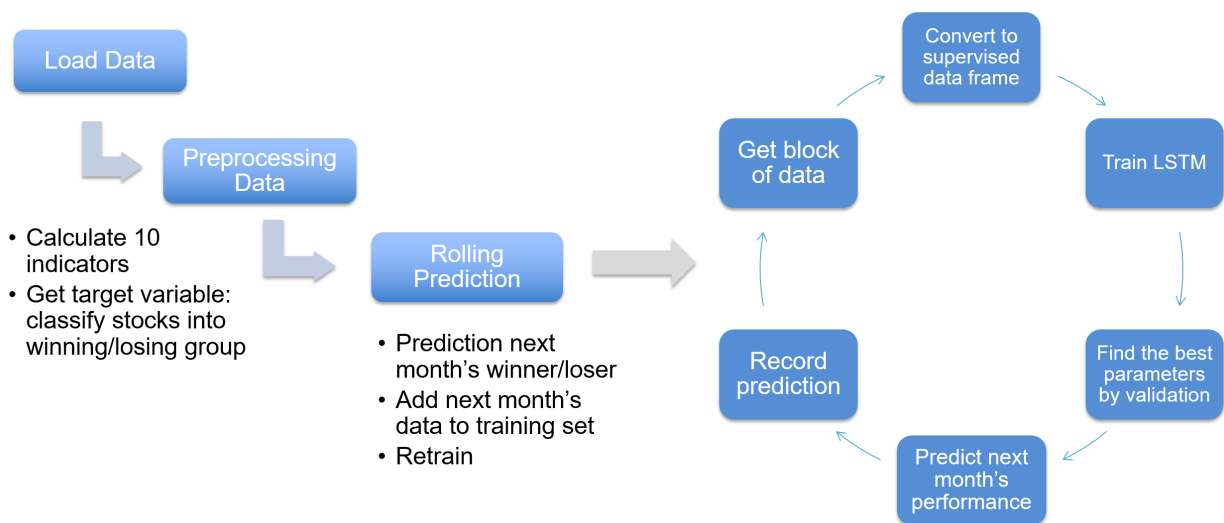 Load Data
Preprocessing
Data
• Calculate 10
indicators
• Get target variable:
classify stocks into
winning/losing group
Rolling
Prediction
• Prediction next
month's winner/loser
• Add next month's
data to training set
• Retrain
Convert to
supervised
data frame
Train LSTM
Find the best
parameters
by validation
Predict next
month's
performance
Record
prediction
Get block
of data